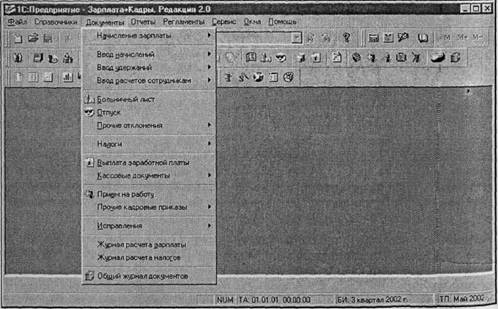 1С:Предприятие - Зарплата+Кадры. Редакция 2.0
Файл Справочники Документы Отчеты Регламенты Сервис Окна Помощь
M M+ M-
Начисление зарплаты
Ввод начислений
Ввод удержаний
Ввод расчетов сотрудникам
Больничный лист
Отпуск
Прочие отклонения
Налоги
Выплата заработной платы
Кассовые документы
Прием на работу
Прочие кадровые приказы
Исправления
Журнал расчета зарплаты
Журнал расчета налогов
Общий журнал документов
NUM TA: 01.01.01 00:00:00 БИ: 3 квартал 2002 г. ТП: Май 2002